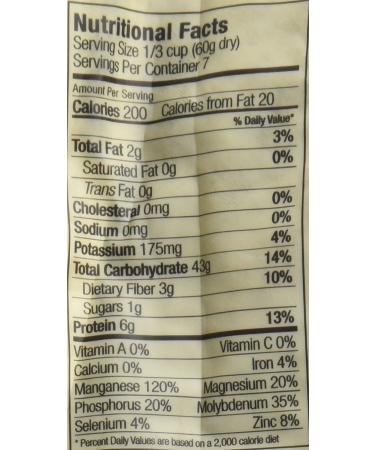 Nutritional Facts
Serving Size 1/3 cup (60g dry)
Servings Per Container 7
Amount Per Serving
Calories 200 Calories from Fat 20
% Daily Value*
Total Fat 2g 3%
Saturated Fat 0g 0%
Trans Fat 0g
Cholesteral 0mg 0%
Sodium 0mg 0%
Potassium 175mg 4%
Total Carbohydrate 43g 14%
Dietary Fiber 3g 10%
Sugars 1g
Protein 6g 13%
Vitamin A 0% Vitamin C 0%
Calcium 0% Iron 4%
Manganese 120% Magnesium 20%
Phosphorus 20% Molybdenum 35%
Selenium 4% Zinc 8%
* Percent Daily Values are based on a 2,000 calorie diet